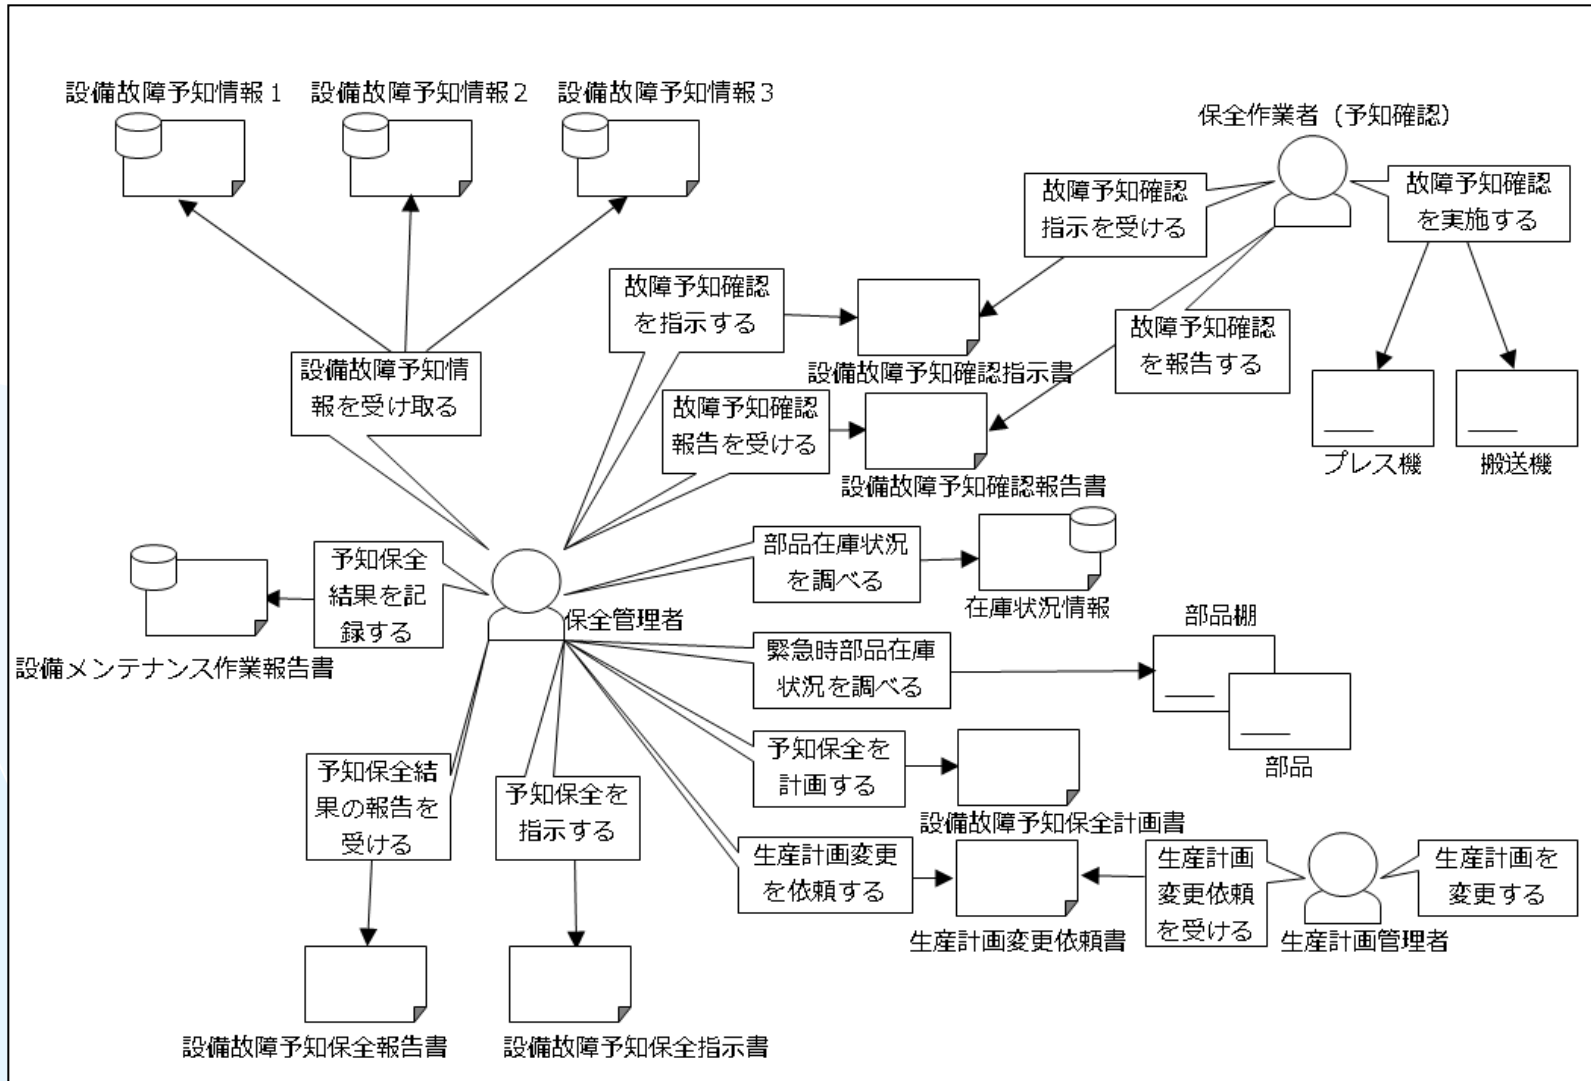 設備故障予知情報1
設備故障予知情報2
設備故障予知情報3
保全作業者（予知確認）
故障予知確認
指示を受ける
故障予知確認
を実施する
故障予知確認
を指示する
設備故障予知確認指示書
故障予知確認
を報告する
設備故障予知情
報を受け取る
故障予知確認
報告を受ける
設備故障予知確認報告書
プレス機
搬送機
予知保全
結果を記
録する
設備メンテナンス作業報告書
保全管理者
部品在庫状況
を調べる
在庫状況情報
緊急時部品在庫
状況を調べる
部品棚
部品
予知保全を
計画する
設備故障予知保全計画書
予知保全結
果の報告を
受ける
予知保全を
指示する
生産計画変更
を依頼する
生産計画変更依頼書
生産計画
変更依頼
を受ける
生産計画管理者
生産計画を
変更する
設備故障予知保全報告書
設備故障予知保全指示書